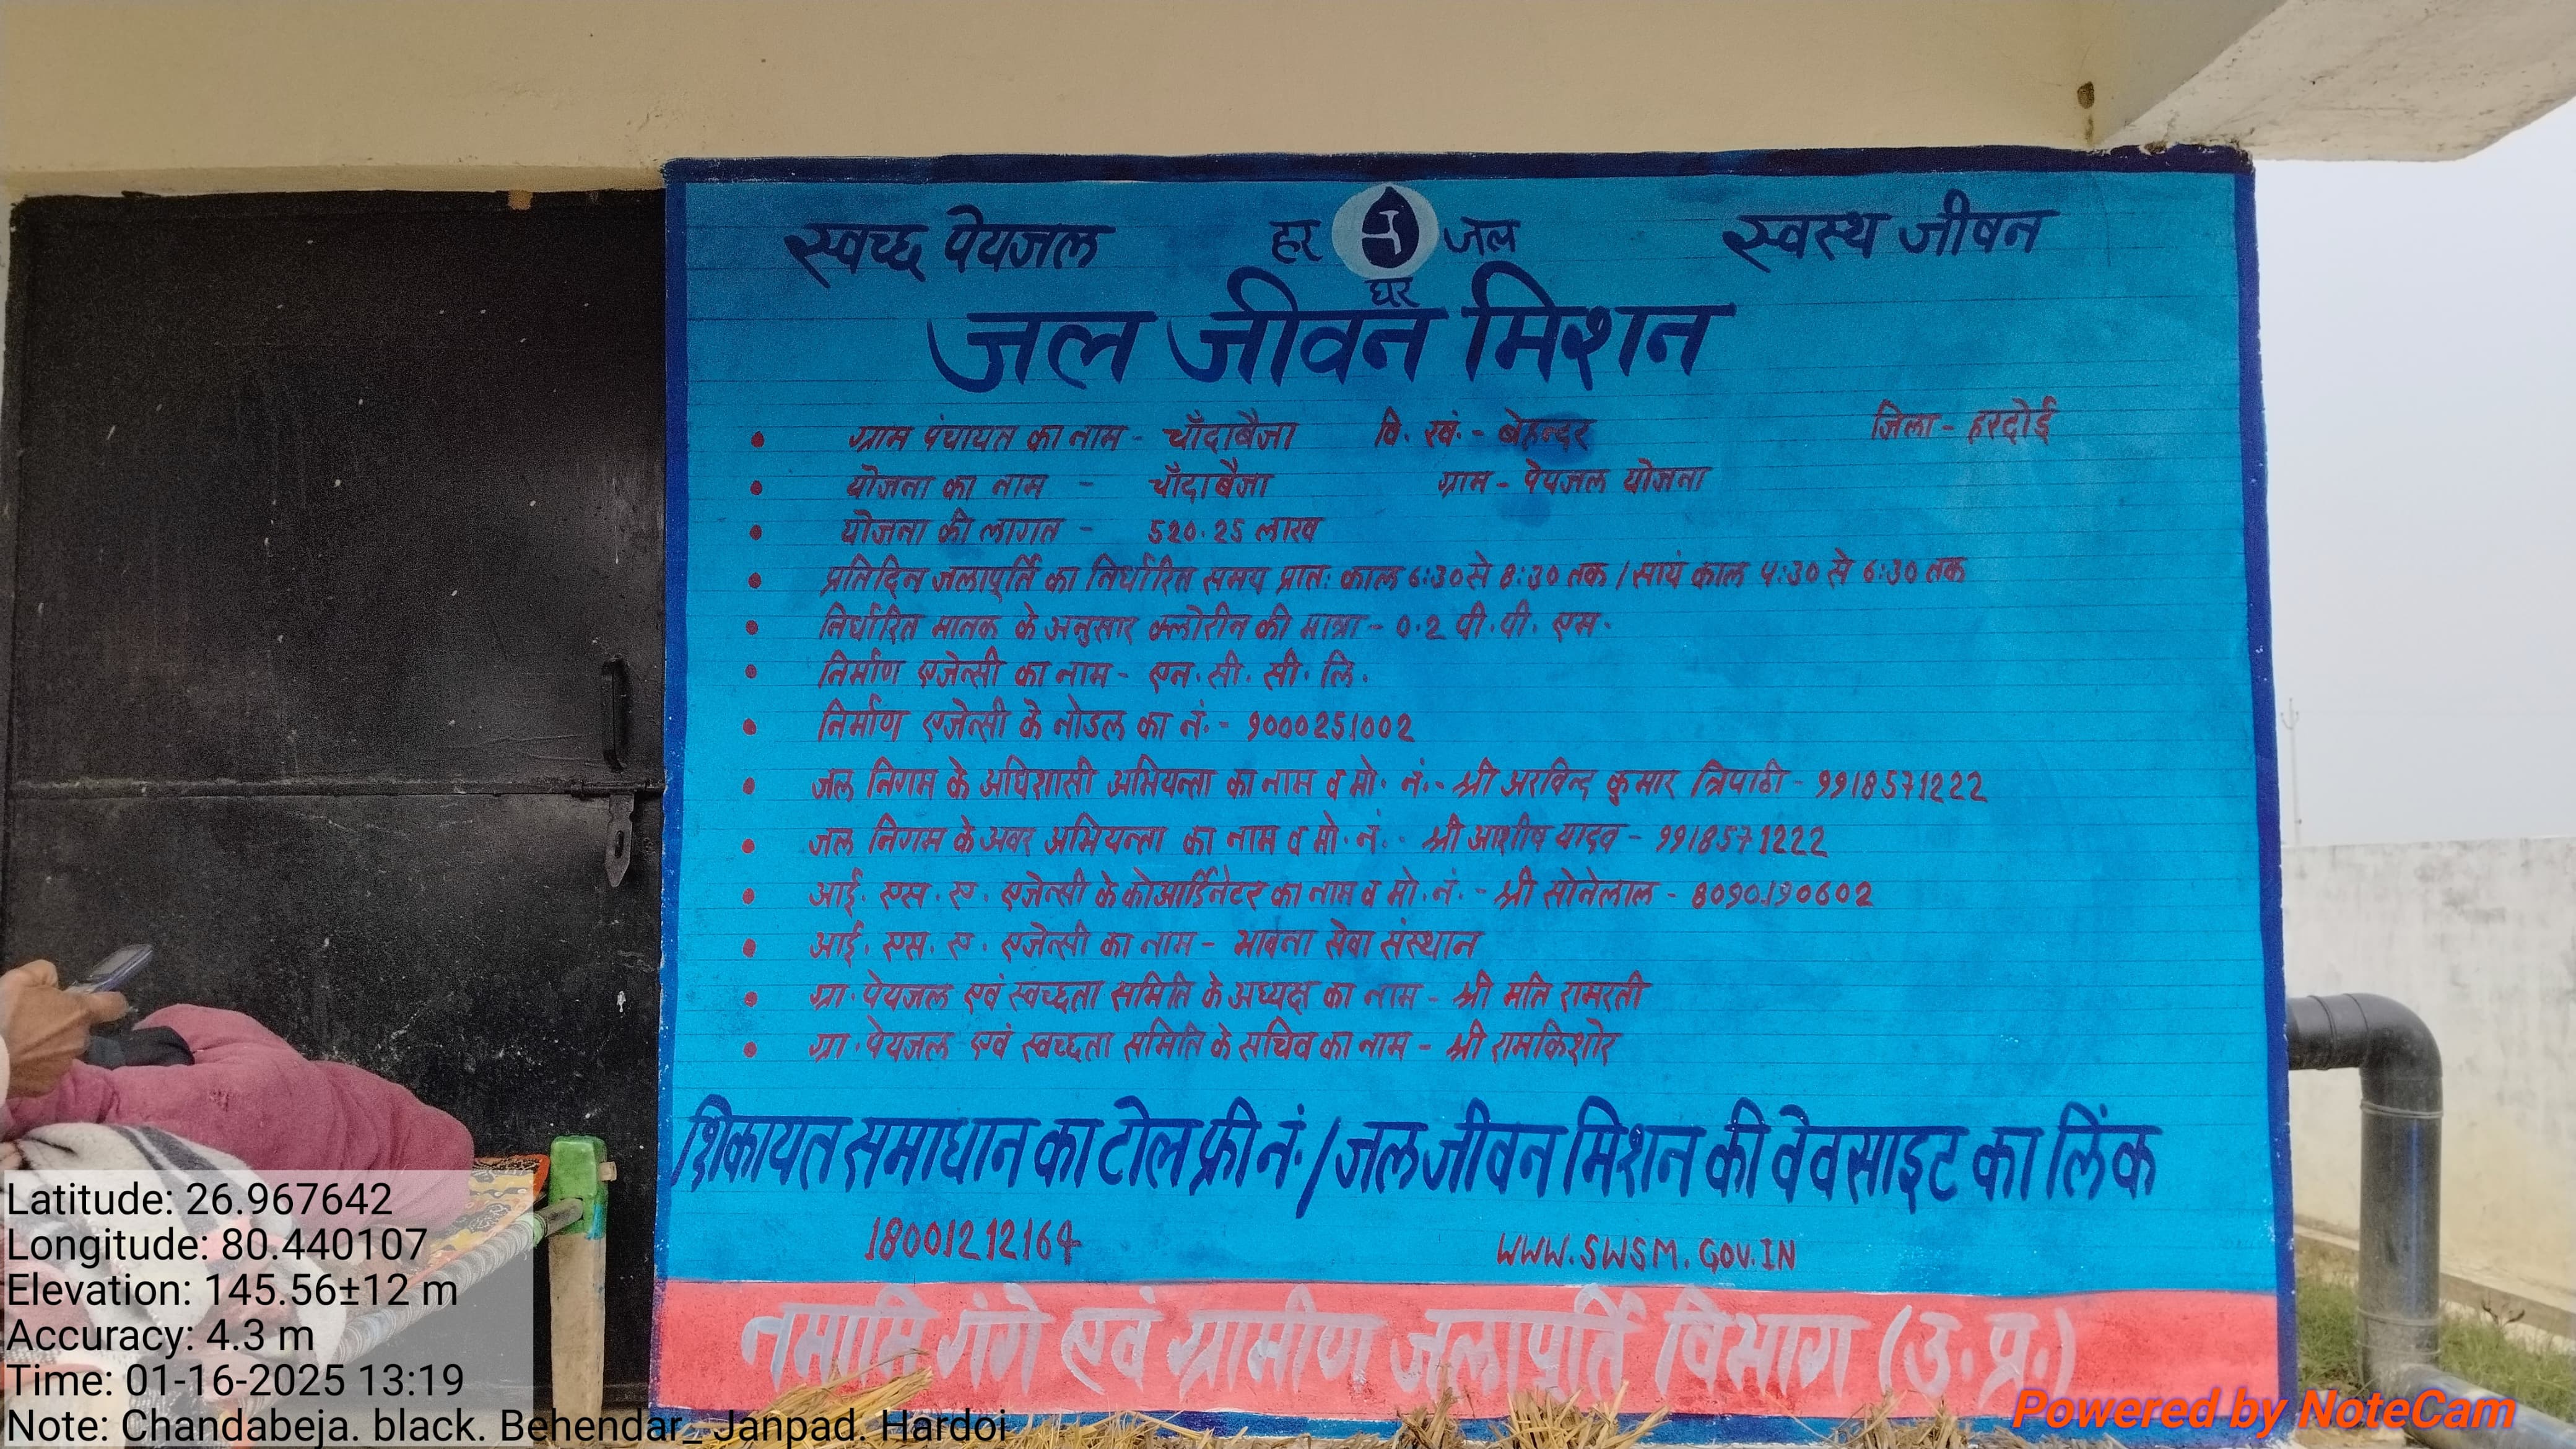 स्वच्छ पेयजल हर घर जल स्वस्थ जीवन
जल जीवन मिशन
• ग्राम पंचायत का नाम - चाँदाबैजा वि. खं. - बेहन्दर जिला - हरदोई
• योजना का नाम - चाँदाबैजा ग्राम - पेयजल योजना
• योजना की लागत - 520.25 लाख
• प्रतिदिन जलापूर्ति का निर्धारित समय प्रातः काल 6:30 से 8:30 तक / सायं काल 4:30 से 6:30 तक
• निर्धारित मानक के अनुसार क्लोरीन की मात्रा - 0.2 पी.पी. एम.
• निर्माण एजेन्सी का नाम - एन. सी. सी. लि.
• निर्माण एजेन्सी के नोडल का नं. - 9000251002
• जल निगम के अधिशासी अभियन्ता का नाम व मो. नं. - श्री अरविन्द कुमार त्रिपाठी - 9918571222
• जल निगम के अवर अभियन्ता का नाम व मो. नं. - श्री आशीष यादव - 9918571222
• आई. एस. ए. एजेन्सी के कोआर्डिनेटर का नाम व मो. नं. - श्री सोनेलाल - 8090190602
• आई. एस. ए. एजेन्सी का नाम - भावना सेवा संस्थान
• ग्रा. पेयजल एवं स्वच्छता समिति के अध्यक्ष का नाम - श्री मति रामरती
• ग्रा. पेयजल एवं स्वच्छता समिति के सचिव का नाम - श्री रामकिशोर
शिकायत समाधान का टोल फ्री नं. / जल जीवन मिशन की वेवसाइट का लिंक
18001212164 WWW.SWSM.GOV.IN
नमामि गंगे एवं ग्रामीण जलापूर्ति विभाग (उ.प्र.)
Latitude: 26.967642
Longitude: 80.440107
Elevation: 145.56±12 m
Accuracy: 4.3 m
Time: 01-16-2025 13:19
Note: Chandabeja. black. Behendar_ Janpad. Hardoi
Powered by NoteCam